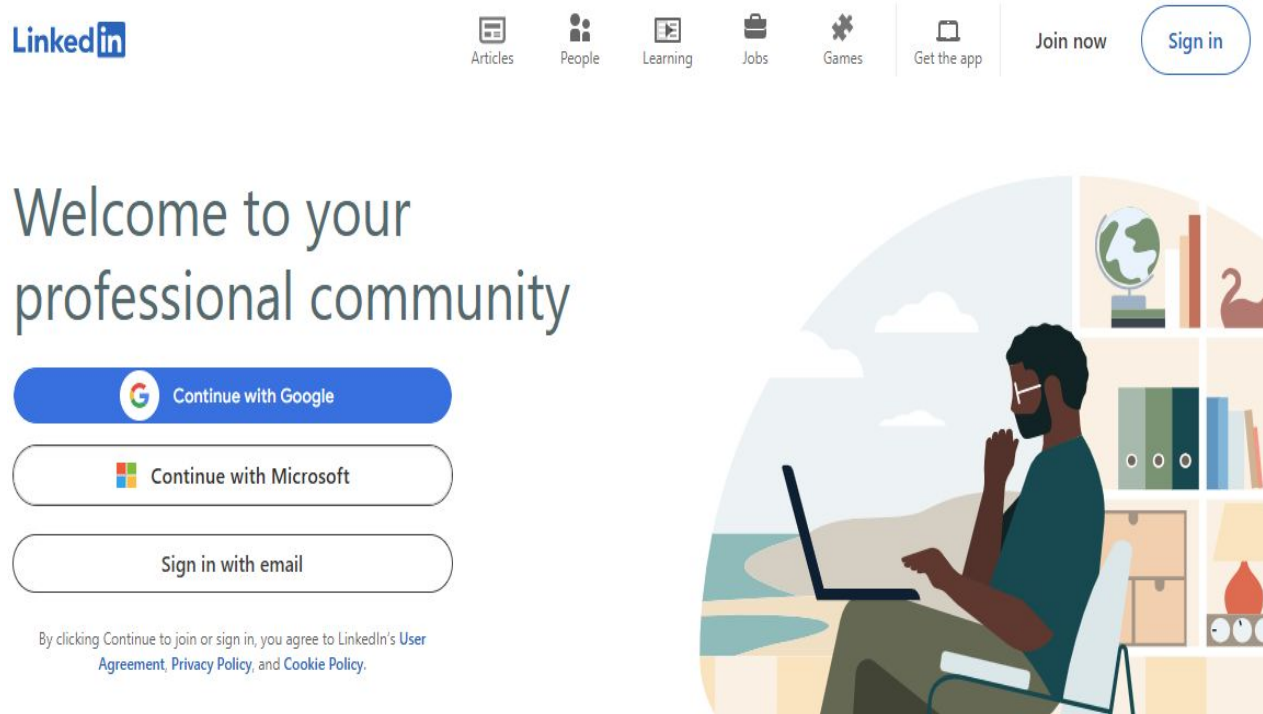 Linkedin
Articles
People
Learning
Jobs
Games
Get the app
Join now
Sign in
Welcome to your
professional community
Continue with Google
Continue with Microsoft
Sign in with email
By clicking Continue to join or sign in, you agree to LinkedIn's User
Agreement, Privacy Policy, and Cookie Policy.